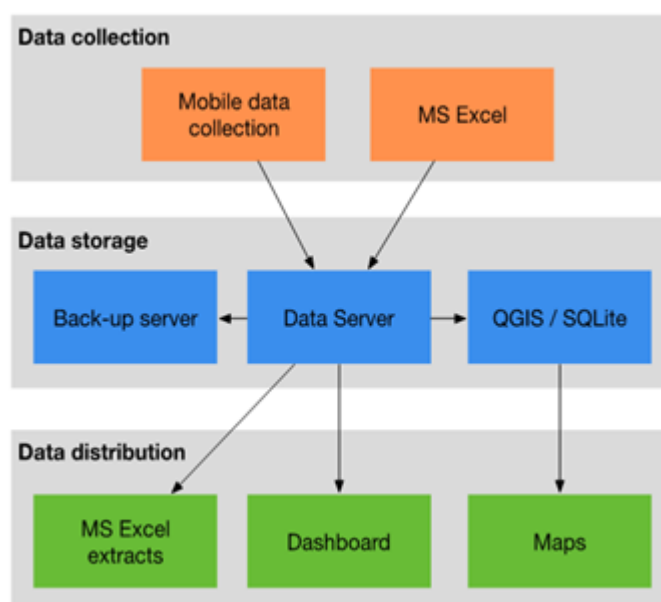 Data collection
Mobile data
collection
MS Excel
Data storage
Back-up server
Data Server
QGIS / SQLite
Data distribution
MS Excel
extracts
Dashboard
Maps